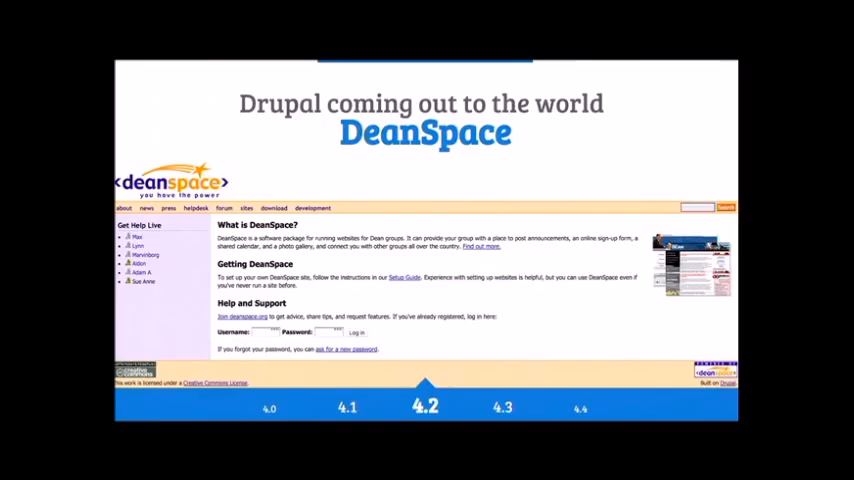 Drupal coming out to the world
DeanSpace
<deanspace>
you have the power
about news press helpdesk forum sites download development
Search
Get Help Live
Max
Lynn
Marvinborg
Aldon
Adam A
Sue Anne
What is DeanSpace?
DeanSpace is a software package for running websites for Dean groups. It can provide your group with a place to post announcements, an online sign-up form, a
shared calendar, and a photo gallery, and connect you with other groups all over the country. Find out more.
Getting DeanSpace
To set up your own DeanSpace site, follow the instructions in our Setup Guide. Experience with setting up websites is helpful, but you can use DeanSpace even if
you've never run a site before.
Help and Support
Join deanspace.org to get advice, share tips, and request features. If you've already registered, log in here:
Username: Password: Log in
If you forgot your password, you can ask for a new password.
creative
commons
This work is licensed under a Creative Commons License.
POWERED BY
deanspace
Built on Drupal
4.0 4.1 4.2 4.3 4.4